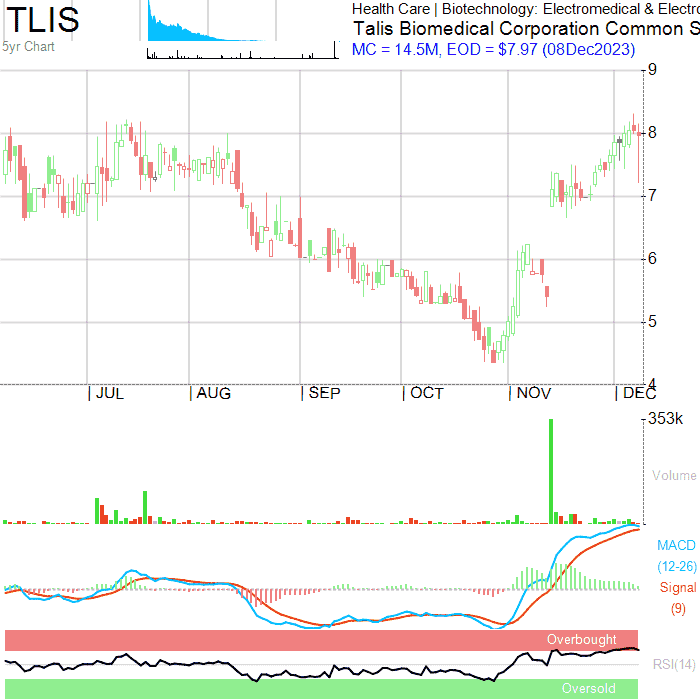 TLIS
5yr Chart
Health Care | Biotechnology: Electromedical & Electro
Talis Biomedical Corporation Common S
MC = 14.5M, EOD = $7.97 (08Dec2023)
9
8
7
6
5
4
JUL AUG SEP OCT NOV DEC
353k
Volume
MACD
(12-26)
Signal
(9)
Overbought
RSI(14)
Oversold